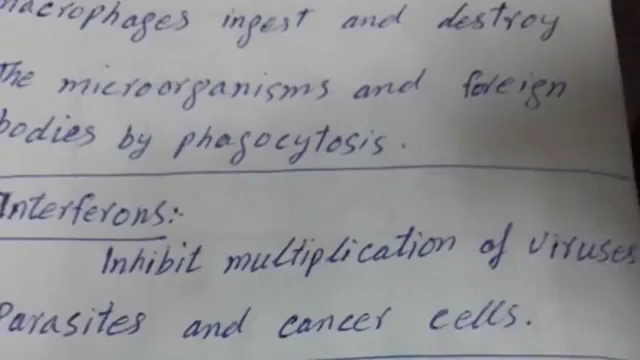 Macrophages ingest and destroy
The microorganisms and foreign
bodies by phagocytosis.
Interferons:-
Inhibit multiplication of viruses
Parasites and cancer cells.